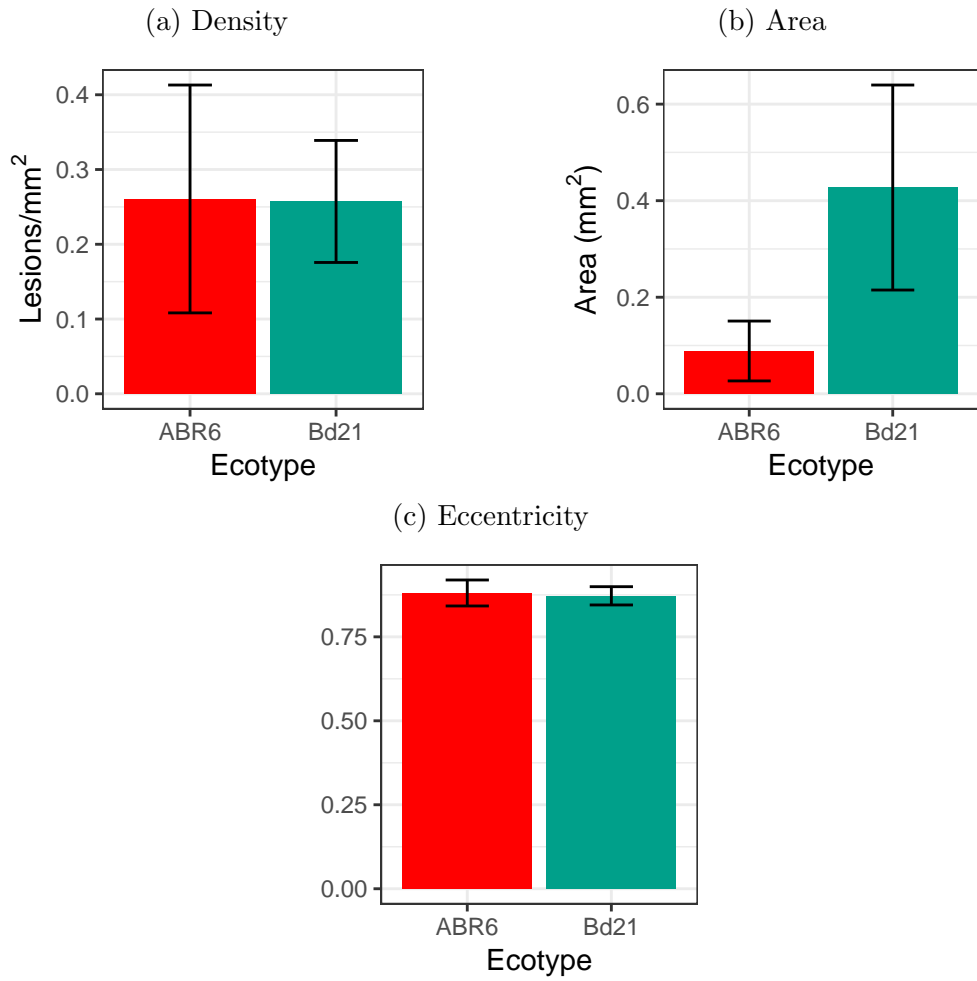 (a) Density
Lesions/mm²
0.4
0.3
0.2
0.1
0.0
ABR6 Bd21
Ecotype
(b) Area
Area (mm²)
0.6
0.4
0.2
0.0
ABR6 Bd21
Ecotype
(c) Eccentricity
0.75
0.50
0.25
0.00
ABR6 Bd21
Ecotype